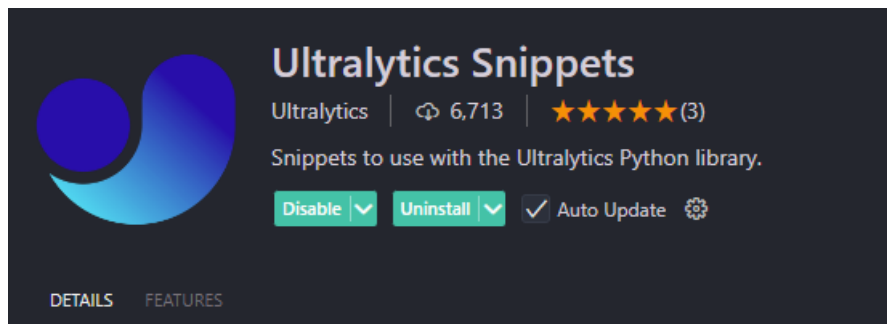 Ultralytics Snippets
Ultralytics 6,713 (3)
Snippets to use with the Ultralytics Python library.
Disable Uninstall Auto Update
DETAILS FEATURES